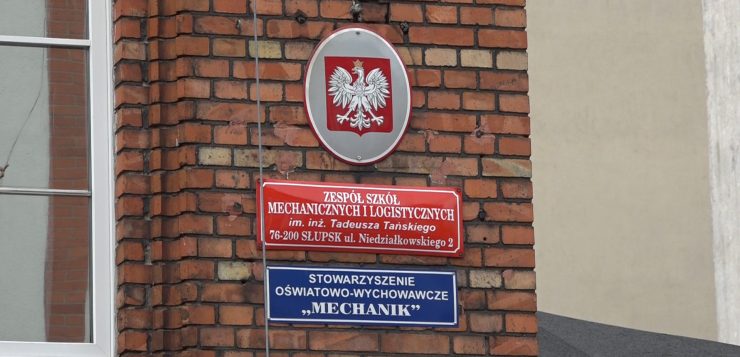 ZESPÓŁ SZKÓŁ
MECHANICZNYCH I LOGISTYCZNYCH
im. inż. Tadeusza Tańskiego
76-200 SŁUPSK ul. Niedziałkowskiego 2
STOWARZYSZENIE
OŚWIATOWO-WYCHOWAWCZE
„MECHANIK”